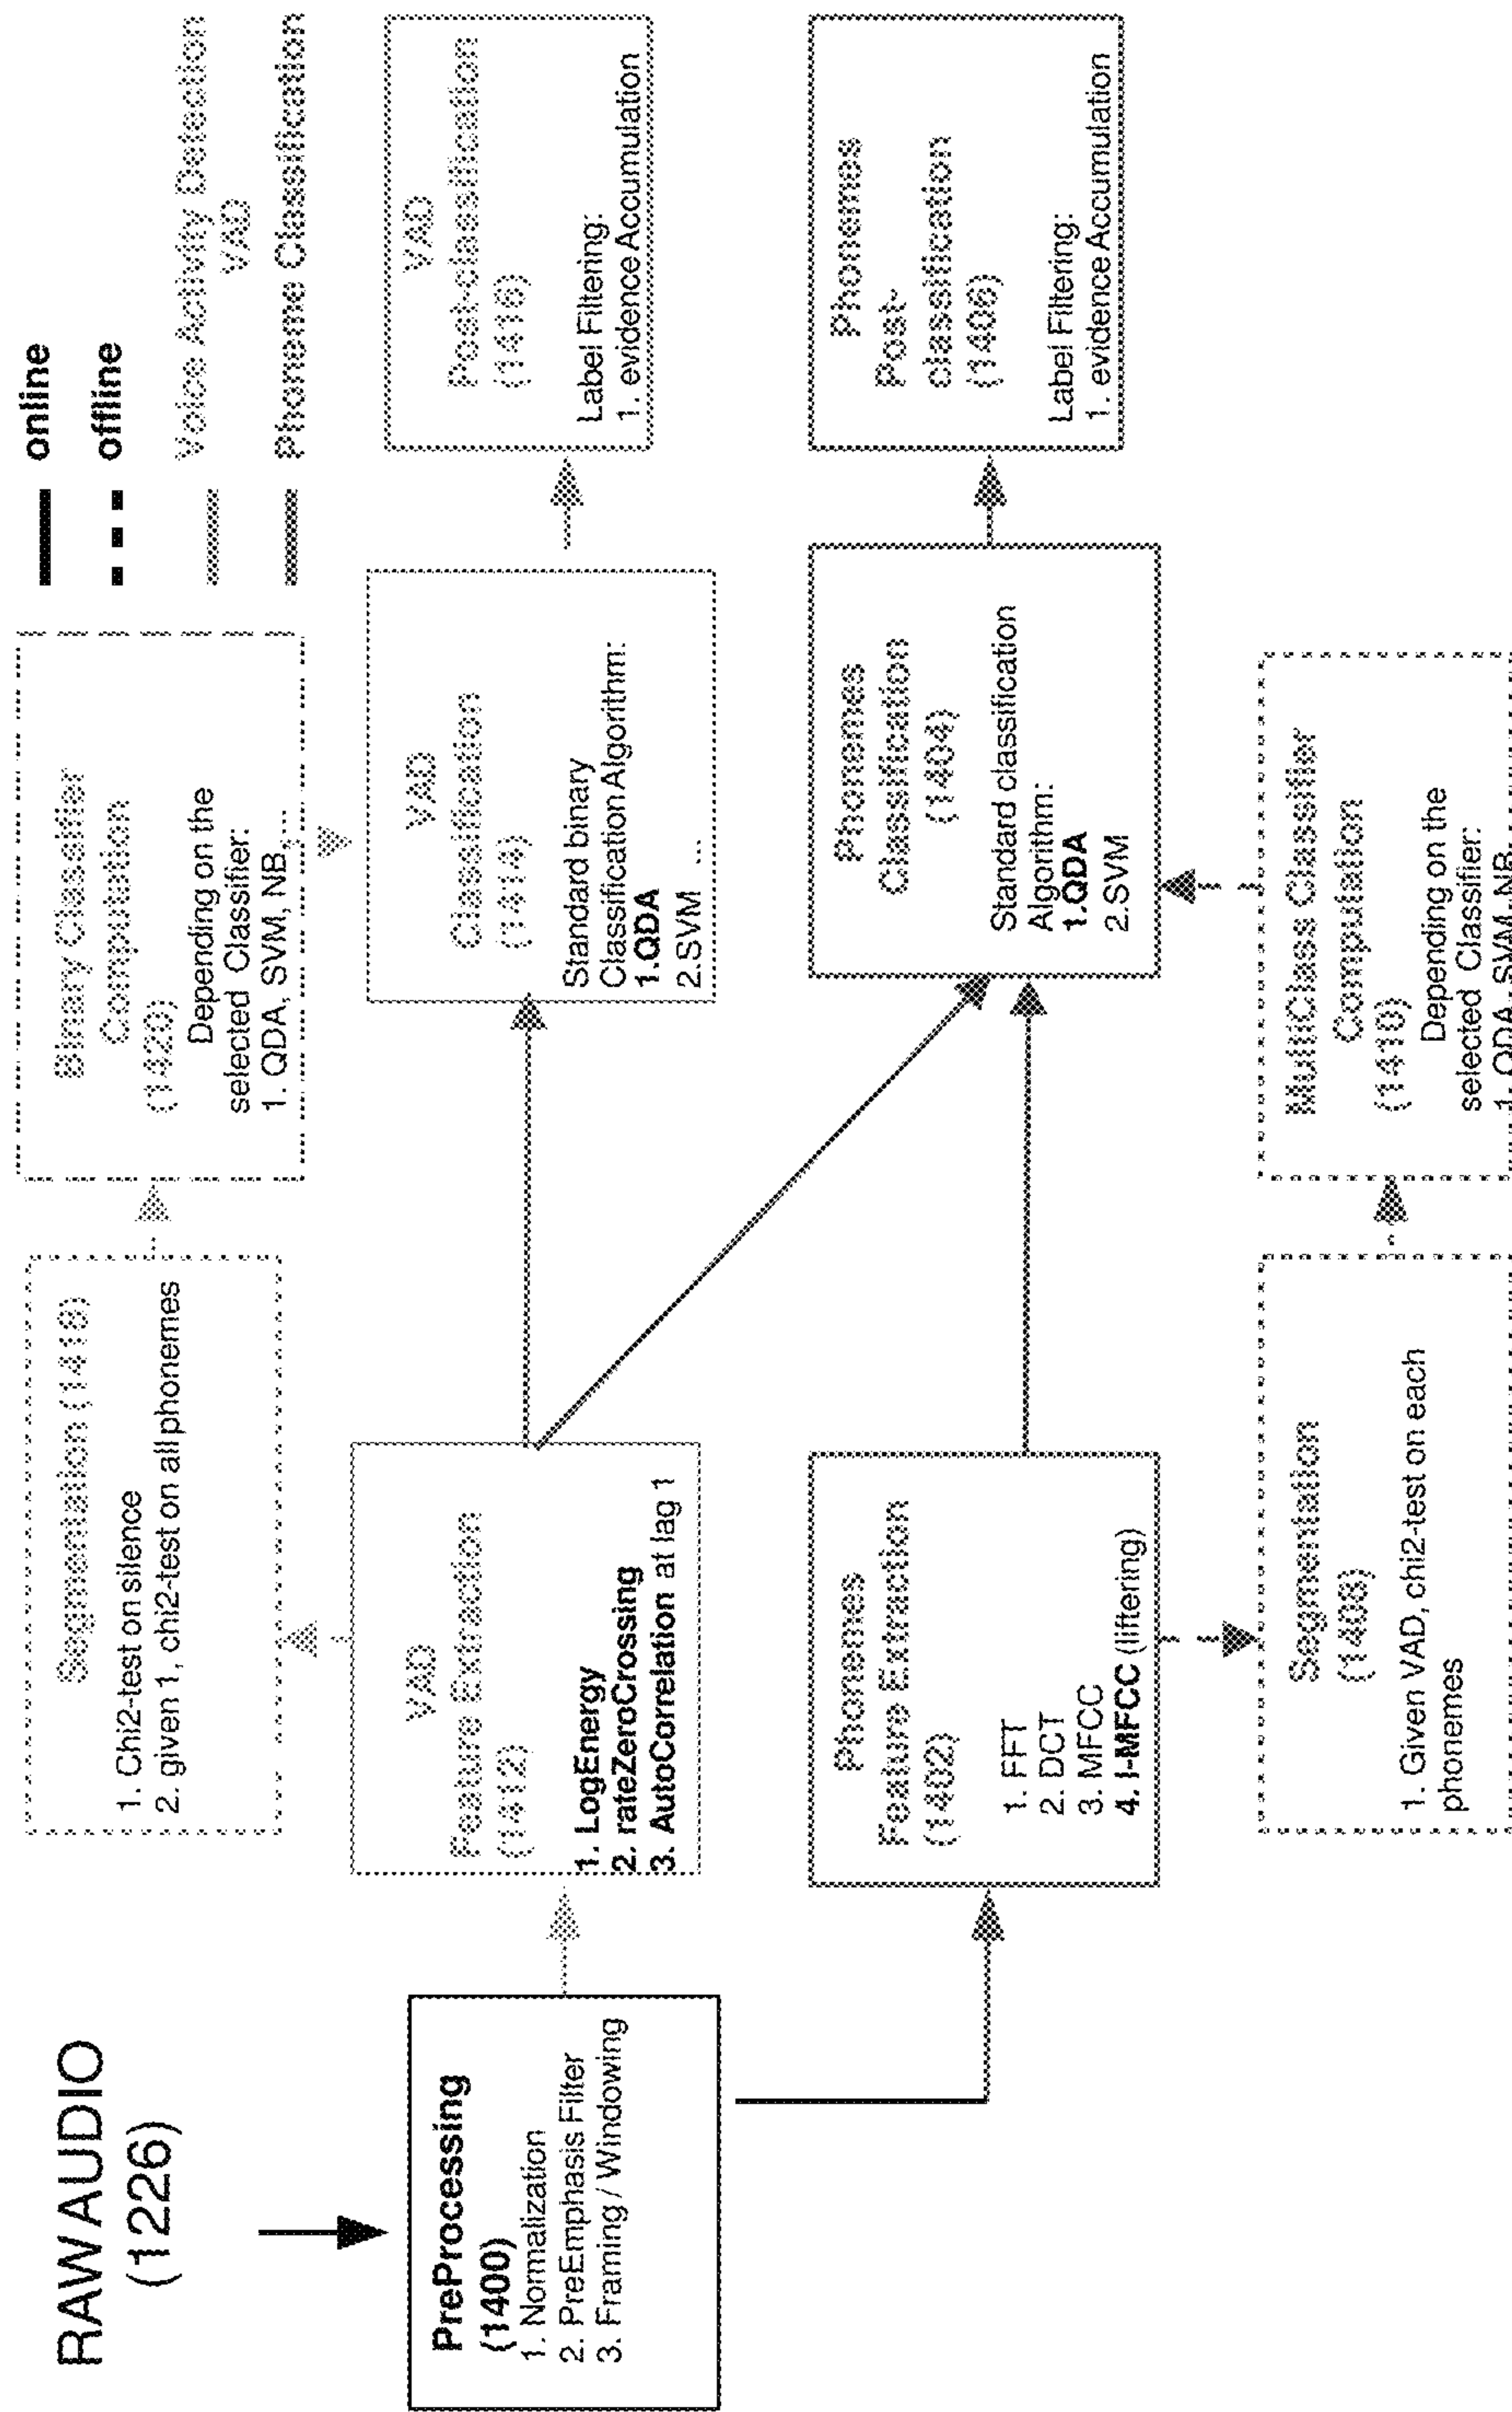 RAWAUDIO
(1226)
online
offline
Voice Activity Detection
VAD
Phoneme Classification
Segmentation (1418)
1. Chi2-test on silence
2. given 1, chi2-test on all phonemes
Binary Classifier
Computation
(1420)
Depending on the
selected Classifier:
1. QDA, SVM, NB,...
PreProcessing
(1400)
1. Normalization
2. PreEmphasis Filter
3. Framing / Windowing
VAD
Feature Extraction
(1412)
1. LogEnergy
2. rateZeroCrossing
3. AutoCorrelation at lag 1
VAD
Classification
(1414)
Standard binary
Classification Algorithm:
1.QDA
2.SVM ...
VAD
Post-classification
(1416)
Label Filtering:
1. evidence Accumulation
Phonemes
Feature Extraction
(1402)
1. FFT
2. DCT
3. MFCC
4. l-MFCC (liftering)
Phonemes
Classification
(1404)
Standard classification
Algorithm:
1.QDA
2.SVM
Phonemes
Post-
classification
(1406)
Label Filtering:
1. evidence Accumulation
Segmentation
(1408)
1. Given VAD, chi2-test on each
phonemes
MultiClass Classifier
Computation
(1410)
Depending on the
selected Classifier:
1. QDA, SVM, NB,